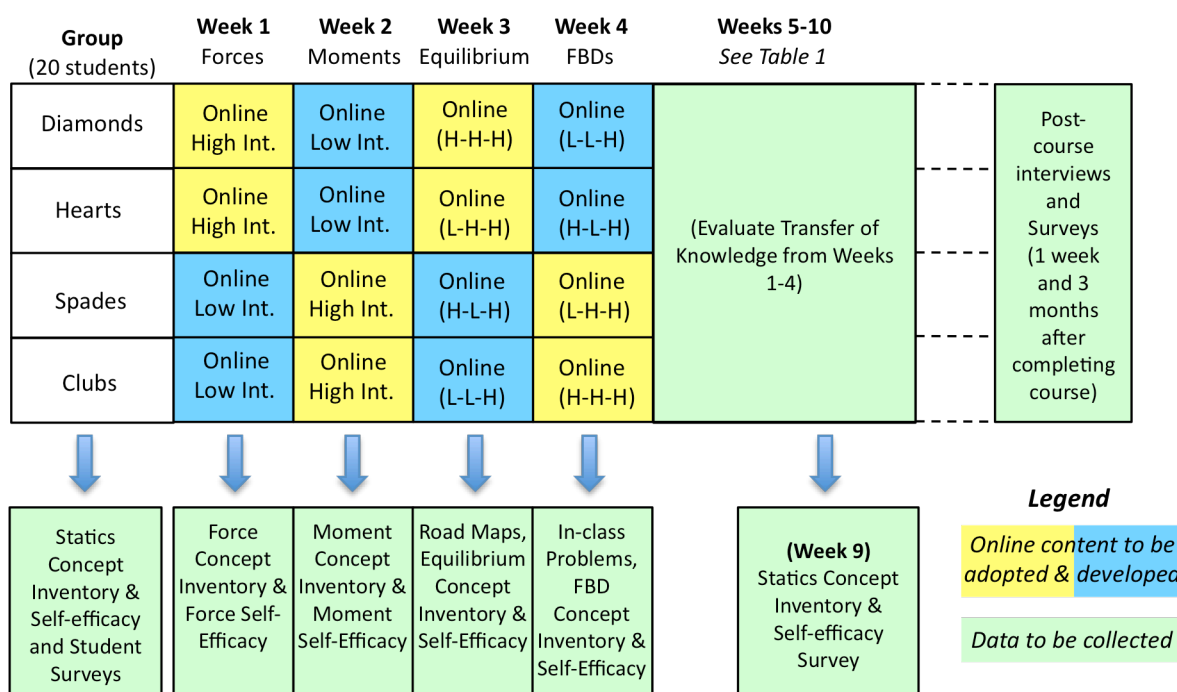 Group
(20 students)
Week 1
Forces
Week 2
Moments
Week 3
Equilibrium
Week 4
FBDs
Weeks 5-10
See Table 1
Diamonds
Online
High Int.
Online
Low Int.
Online
(H-H-H)
Online
(L-L-H)
Hearts
Online
High Int.
Online
Low Int.
Online
(L-H-H)
Online
(H-L-H)
Spades
Online
Low Int.
Online
High Int.
Online
(H-L-H)
Online
(L-H-H)
Clubs
Online
Low Int.
Online
High Int.
Online
(L-L-H)
Online
(H-H-H)
(Evaluate Transfer of
Knowledge from Weeks
1-4)
Post-
course
interviews
and
Surveys
(1 week
and 3
months
after
completing
course)
Statics
Concept
Inventory &
Self-efficacy
and Student
Surveys
Force
Concept
Inventory &
Force Self-
Efficacy
Moment
Concept
Inventory &
Moment
Self-Efficacy
Road Maps,
Equilibrium
Concept
Inventory &
Self-Efficacy
In-class
Problems,
FBD
Concept
Inventory &
Self-Efficacy
(Week 9)
Statics Concept
Inventory &
Self-efficacy
Survey
Legend
Online content to be
adopted & developed
Data to be collected